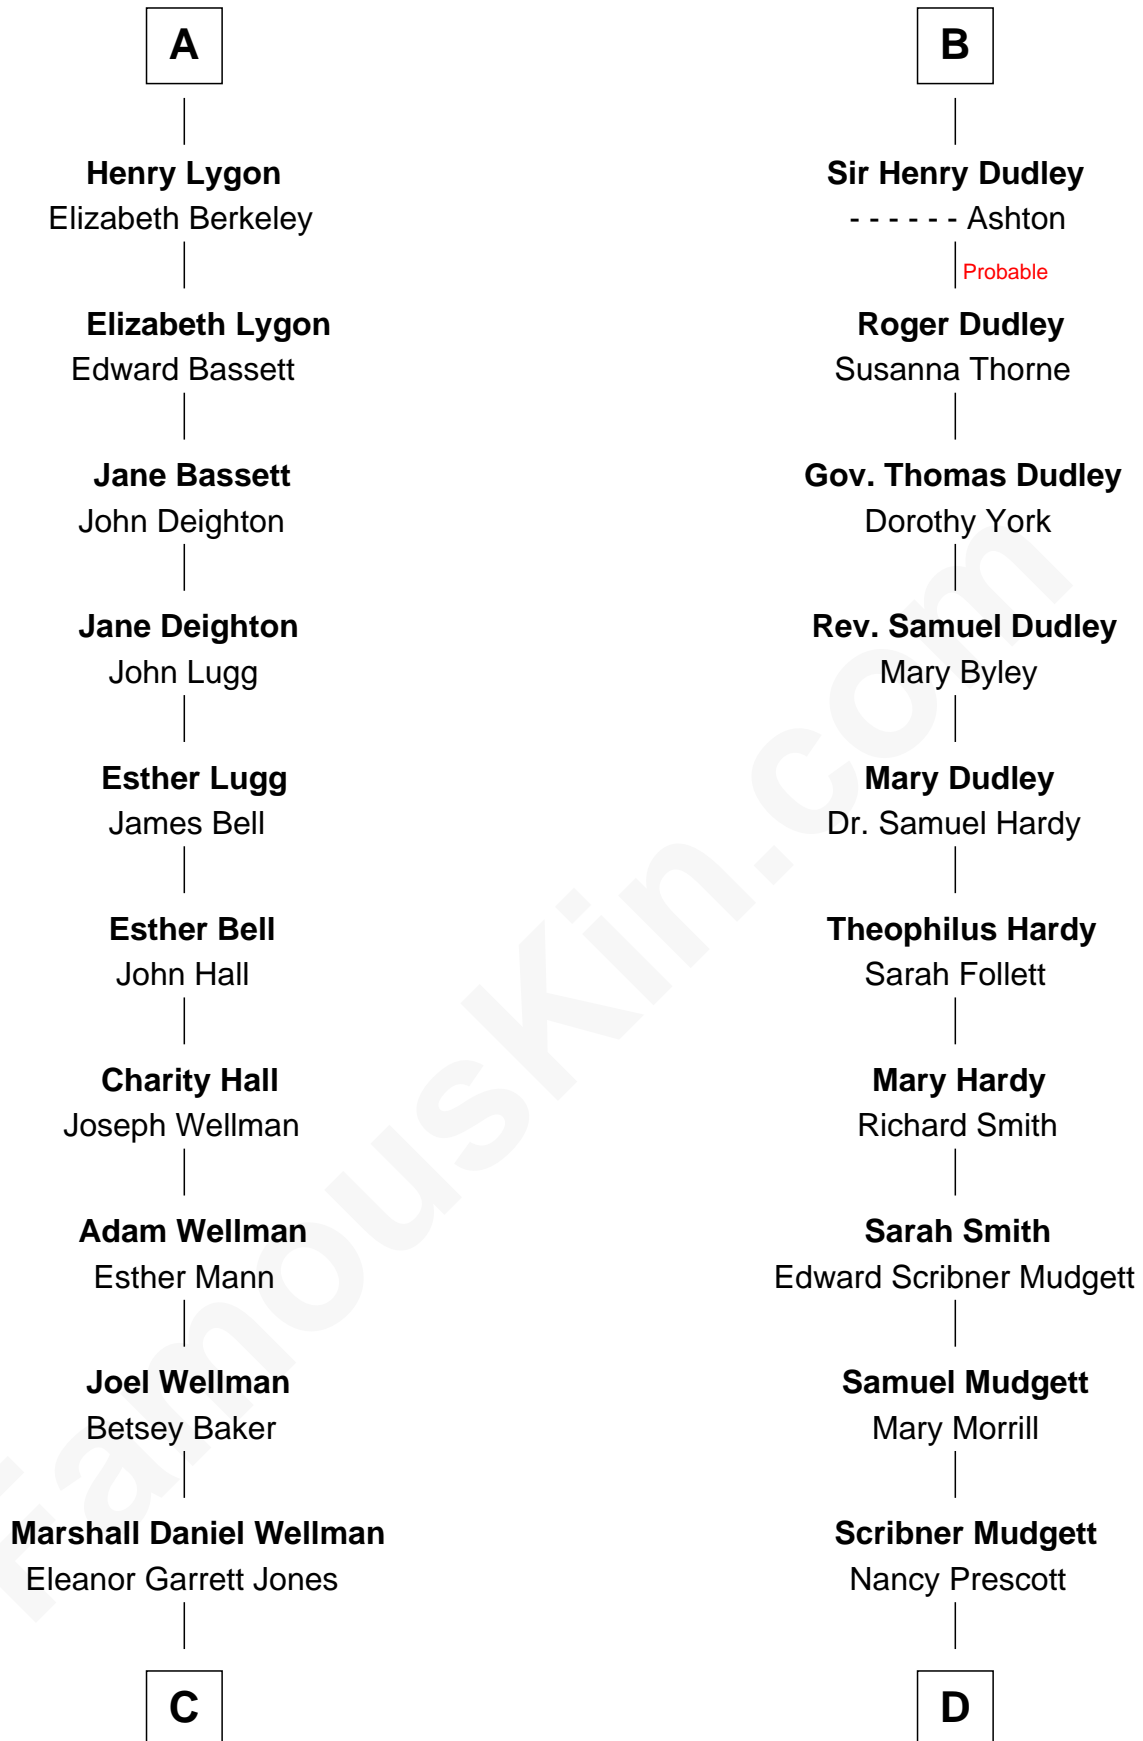 A
Henry Lygon
Elizabeth Berkeley
Elizabeth Lygon
Edward Bassett
Jane Bassett
John Deighton
Jane Deighton
John Lugg
Esther Lugg
James Bell
Esther Bell
John Hall
Charity Hall
Joseph Wellman
Adam Wellman
Esther Mann
Joel Wellman
Betsey Baker
Marshall Daniel Wellman
Eleanor Garrett Jones
C
B
Sir Henry Dudley
- - - - - - Ashton
Probable
Roger Dudley
Susanna Thorne
Gov. Thomas Dudley
Dorothy York
Rev. Samuel Dudley
Mary Byley
Mary Dudley
Dr. Samuel Hardy
Theophilus Hardy
Sarah Follett
Mary Hardy
Richard Smith
Sarah Smith
Edward Scribner Mudgett
Samuel Mudgett
Mary Morrill
Scribner Mudgett
Nancy Prescott
D
FamousKin.com